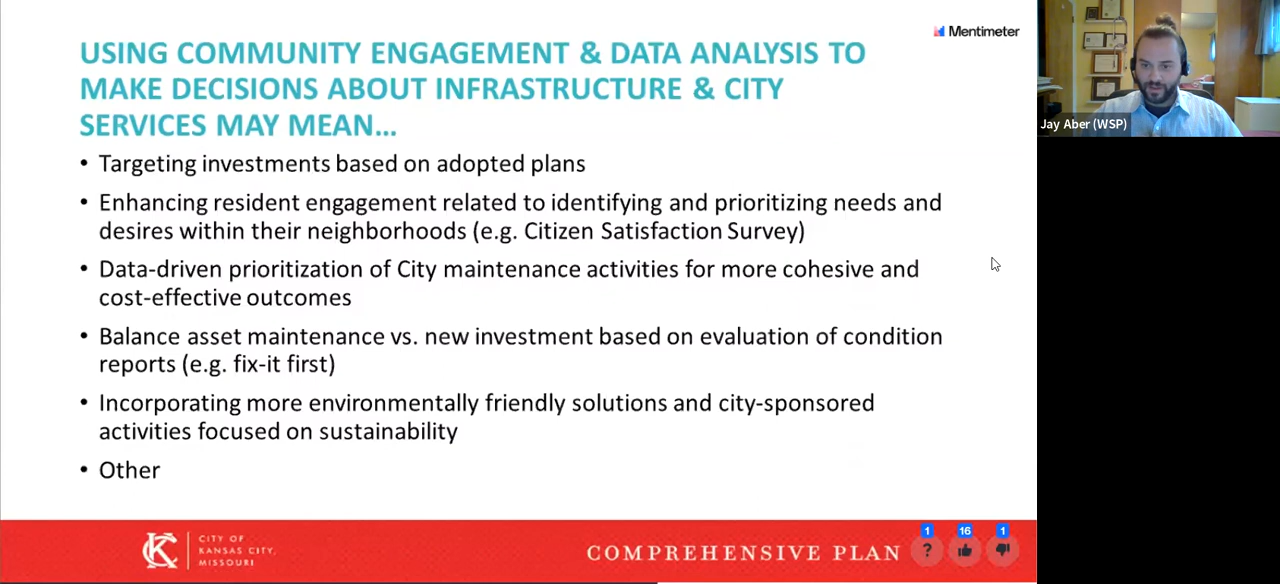 Mentimeter
USING COMMUNITY ENGAGEMENT & DATA ANALYSIS TO
MAKE DECISIONS ABOUT INFRASTRUCTURE & CITY
SERVICES MAY MEAN...
• Targeting investments based on adopted plans
• Enhancing resident engagement related to identifying and prioritizing needs and
desires within their neighborhoods (e.g. Citizen Satisfaction Survey)
• Data-driven prioritization of City maintenance activities for more cohesive and
cost-effective outcomes
• Balance asset maintenance vs. new investment based on evaluation of condition
reports (e.g. fix-it first)
• Incorporating more environmentally friendly solutions and city-sponsored
activities focused on sustainability
• Other
Jay Aber (WSP)
KC
CITY OF
KANSAS CITY,
MISSOURI
COMPREHENSIVE PLAN
1 16 1
?